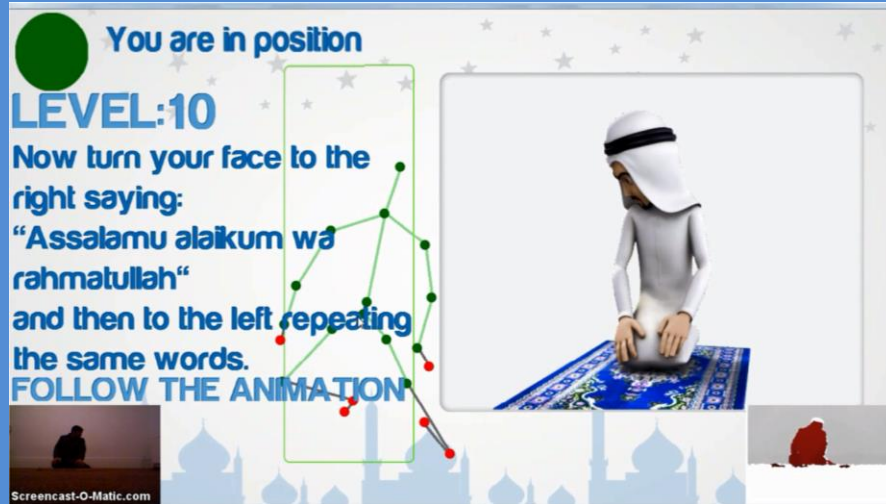 You are in position
LEVEL:10
Now turn your face to the
right saying:
“Assalamu alaikum wa
rahmatullah“
and then to the left repeating
the same words.
FOLLOW THE ANIMATION
Screencast-O-Matic.com